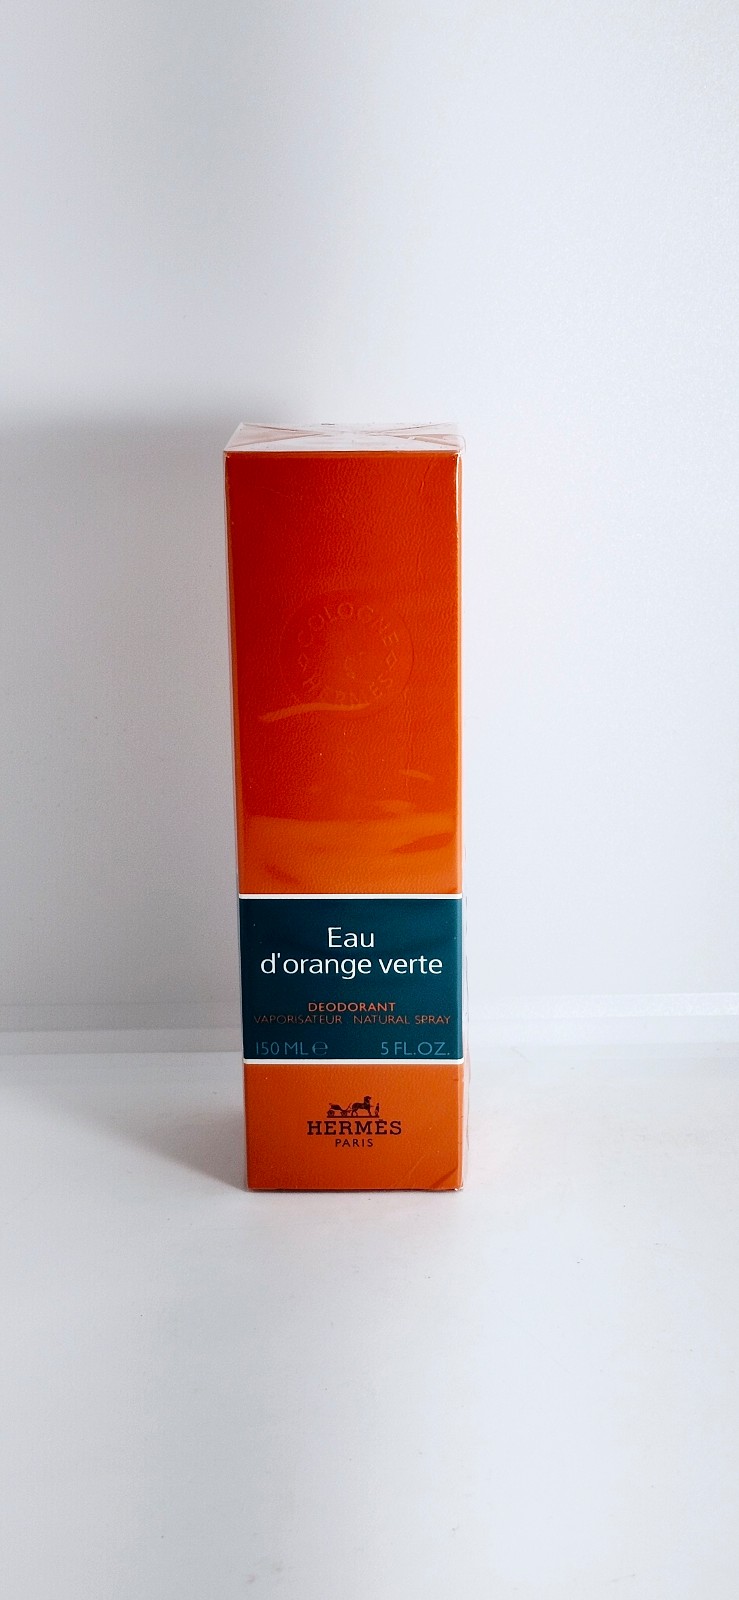 COLOGNE
HERMÈS
Eau
d'orange verte
DEODORANT
VAPORISATEUR NATURAL SPRAY
150 ML ℮ 5 FL.OZ.
HERMÈS
PARIS